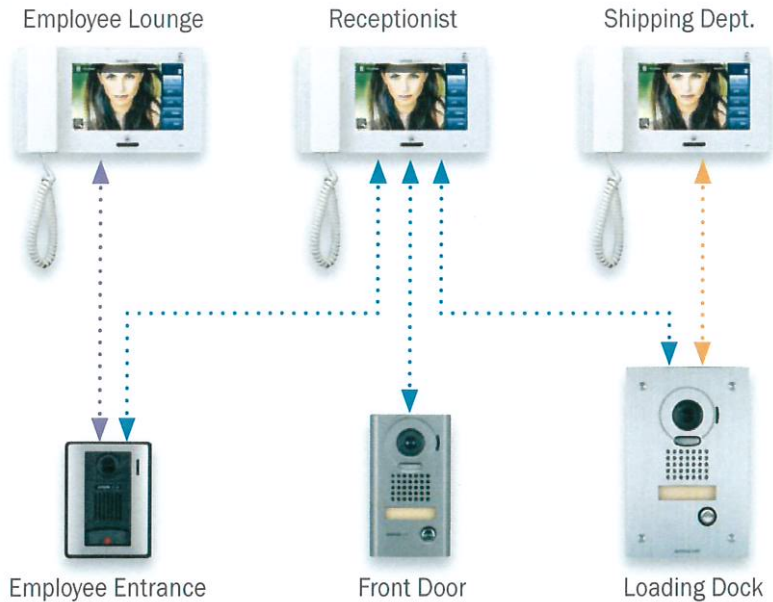 Employee Lounge
Receptionist
Shipping Dept.
Employee Entrance
Front Door
Loading Dock